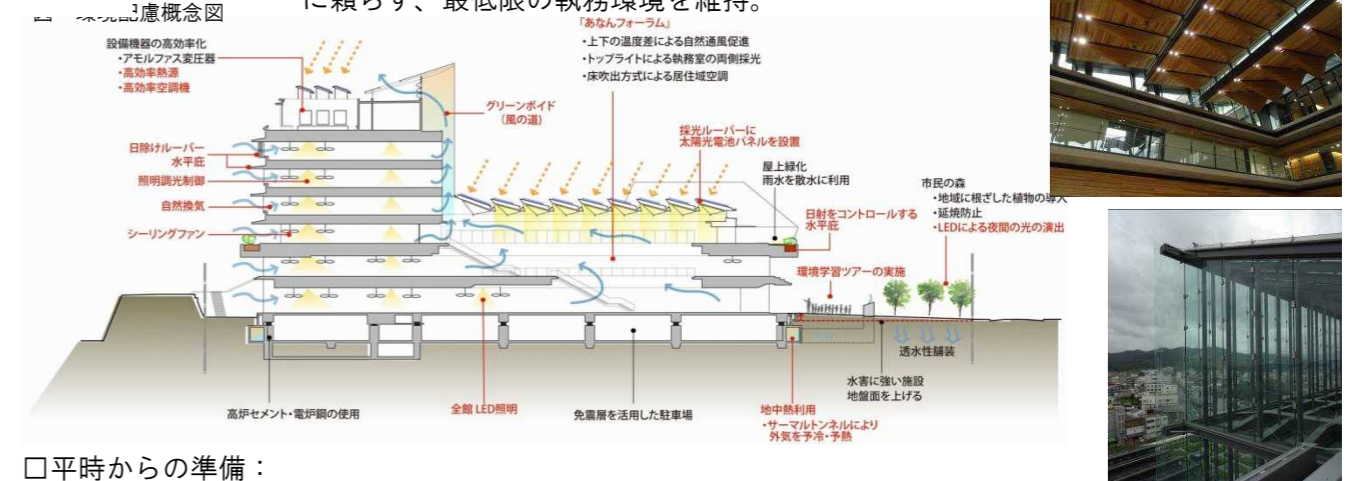 に頼らず、最低限の執務環境を維持。
環境配慮概念図
設備機器の高効率化
・アモルファス変圧器
・高効率熱源
・高効率空調機
「あなんフォーラム」
・上下の温度差による自然通風促進
・トップライトによる執務室の両側採光
・床吹出方式による居住域空調
グリーンボイド
(風の道)
採光ルーバーに
太陽光電池パネルを設置
日除けルーバー
水平庇
照明調光制御
自然換気
シーリングファン
屋上緑化
雨水を散水に利用
市民の森
・地域に根ざした植物の導入
・延焼防止
・LEDによる夜間の光の演出
日射をコントロールする
水平庇
環境学習ツアーの実施
透水性舗装
水害に強い施設
地盤面を上げる
高炉セメント・電炉鋼の使用
全館 LED照明
免震層を活用した駐車場
地中熱利用
・サーマルトンネルにより
外気を予冷・予熱
□平時からの準備：